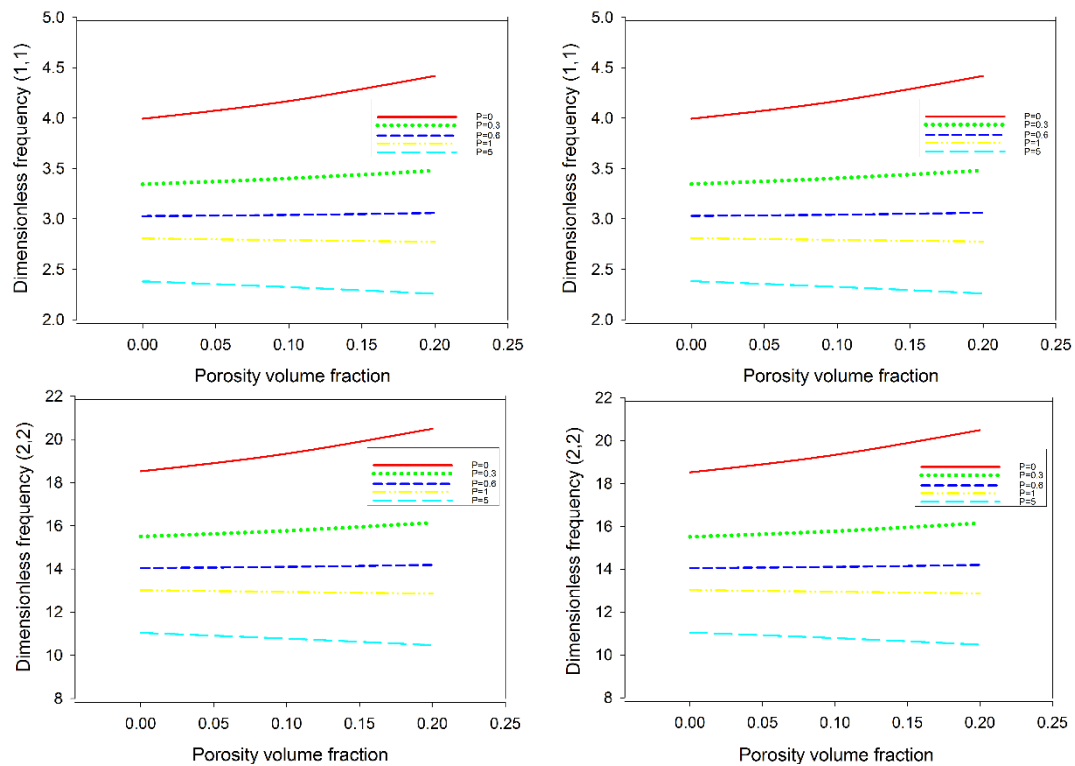 Dimensionless frequency (1,1)
5.0
4.5
4.0
3.5
3.0
2.5
2.0
P=0
P=0.3
P=0.6
P=1
P=5
0.00 0.05 0.10 0.15 0.20 0.25
Porosity volume fraction
Dimensionless frequency (1,1)
5.0
4.5
4.0
3.5
3.0
2.5
2.0
P=0
P=0.3
P=0.6
P=1
P=5
0.00 0.05 0.10 0.15 0.20 0.25
Porosity volume fraction
Dimensionless frequency (2,2)
22
20
18
16
14
12
10
8
P=0
P=0.3
P=0.6
P=1
P=5
0.00 0.05 0.10 0.15 0.20 0.25
Porosity volume fraction
Dimensionless frequency (2,2)
22
20
18
16
14
12
10
8
P=0
P=0.3
P=0.6
P=1
P=5
0.00 0.05 0.10 0.15 0.20 0.25
Porosity volume fraction